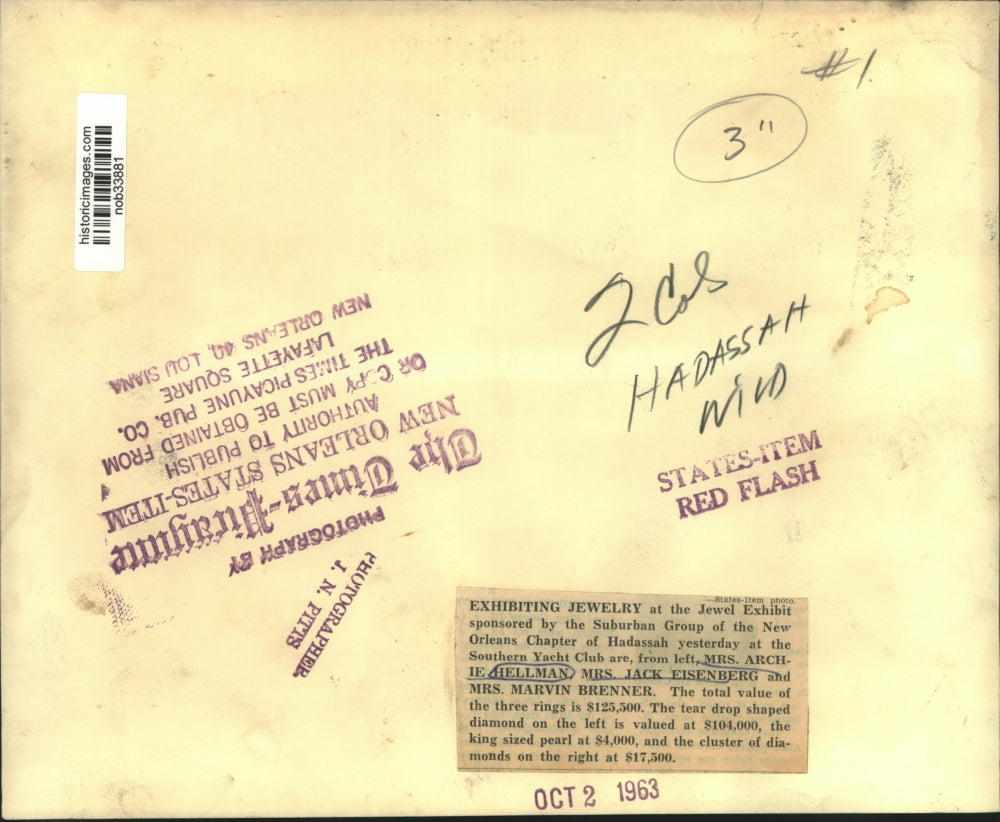 #1
3"
historicimages.com
nob33881
2 Cols
HADASSAH
STATES-ITEM
RED FLASH
PHOTOGRAPHER
J. N. PITTS
PHOTOGRAPH BY
The Times-Picayune
NEW ORLEANS STATES-ITEM
AUTHORITY TO PUBLISH
OR COPY MUST BE OBTAINED FROM
THE TIMES PICAYUNE PUB. CO.
LAFAYETTE SQUARE
NEW ORLEANS 40, LOU SIANA
—States-Item photo.
EXHIBITING JEWELRY at the Jewel Exhibit
sponsored by the Suburban Group of the New
Orleans Chapter of Hadassah yesterday at the
Southern Yacht Club are, from left, MRS. ARCH-
IE HELLMAN, MRS. JACK EISENBERG and
MRS. MARVIN BRENNER. The total value of
the three rings is $125,500. The tear drop shaped
diamond on the left is valued at $104,000, the
king sized pearl at $4,000, and the cluster of dia-
monds on the right at $17,500.
OCT 2 1963